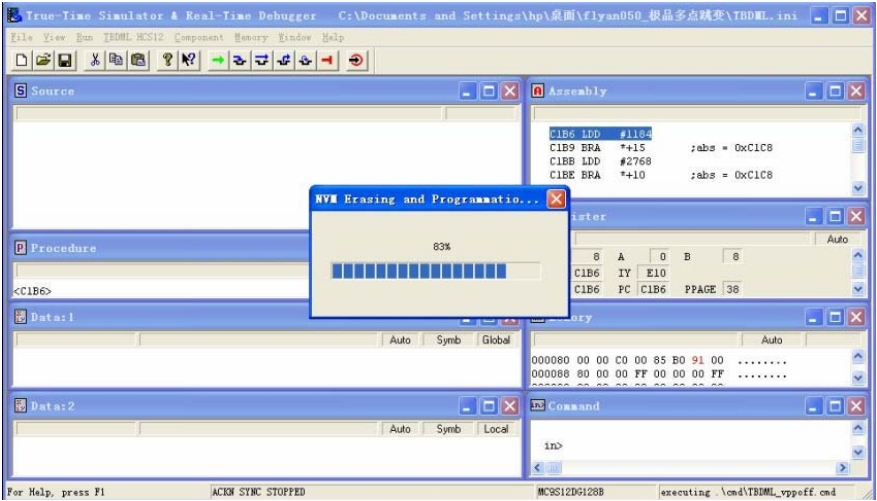 True-Time Simulator & Real-Time Debugger C:\Documents and Settings\hp\桌面\flyan050_极品多点跳变\TBDML.ini
File View Run TBDML HCS12 Component Memory Window Help
Source
Assembly
C1B6 LDD #1184
C1B9 BRA *+15 ;abs = 0xC1C8
C1BB LDD #2768
C1BE BRA *+10 ;abs = 0xC1C8
NVM Erasing and Programmatio...
83%
ister
Auto
8 A 0 B 8
C1B6 IY E10
C1B6 PC C1B6 PPAGE 38
Procedure
<C1B6>
Data:1
Auto Symb Global
ory
Auto
000080 00 00 C0 00 85 B0 91 00 ........
000088 80 00 00 FF 00 00 00 FF ........
Data:2
Auto Symb Local
Command
in>
For Help, press F1
ACKN SYNC STOPPED
MC9S12DG128B
executing .\cmd\TBDML_vppoff.cmd